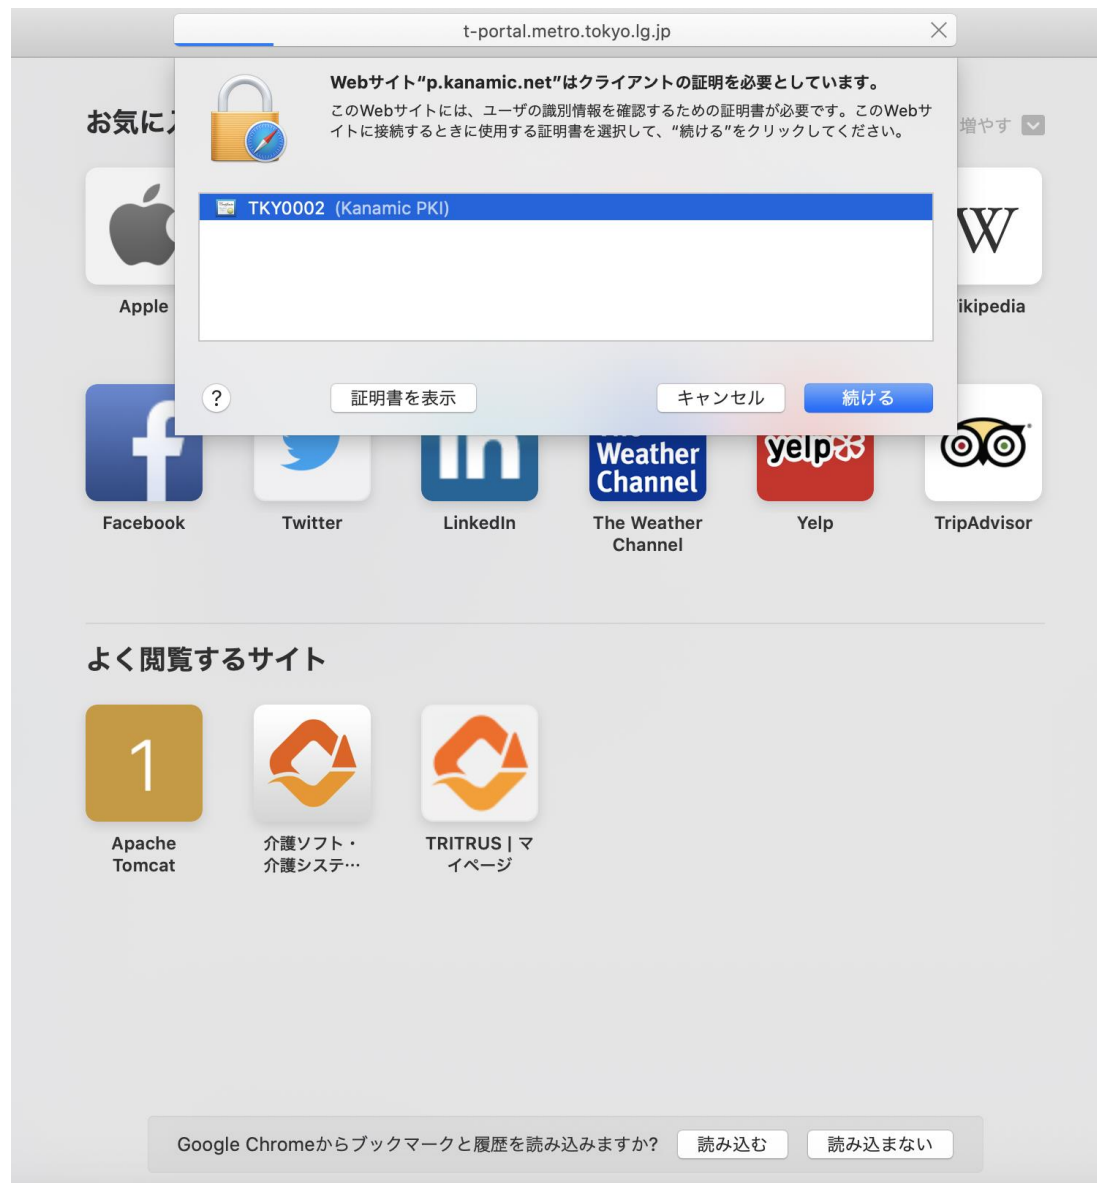 t-portal.metro.tokyo.lg.jp
Webサイト“p.kanamic.net”はクライアントの証明を必要としています。
このWebサイトには、ユーザの識別情報を確認するための証明書が必要です。このWebサ
イトに接続するときに使用する証明書を選択して、“続ける”をクリックしてください。
お気に入
増やす
TKY0002 (Kanamic PKI)
W
Apple
ikipedia
?
証明書を表示
キャンセル
続ける
f
in
The
Weather
Channel
yelp
Facebook
Twitter
LinkedIn
The Weather
Channel
Yelp
TripAdvisor
よく閲覧するサイト
1
Apache
Tomcat
介護ソフト・
介護システ…
TRITRUS | マ
イページ
Google Chromeからブックマークと履歴を読み込みますか?
読み込む
読み込まない